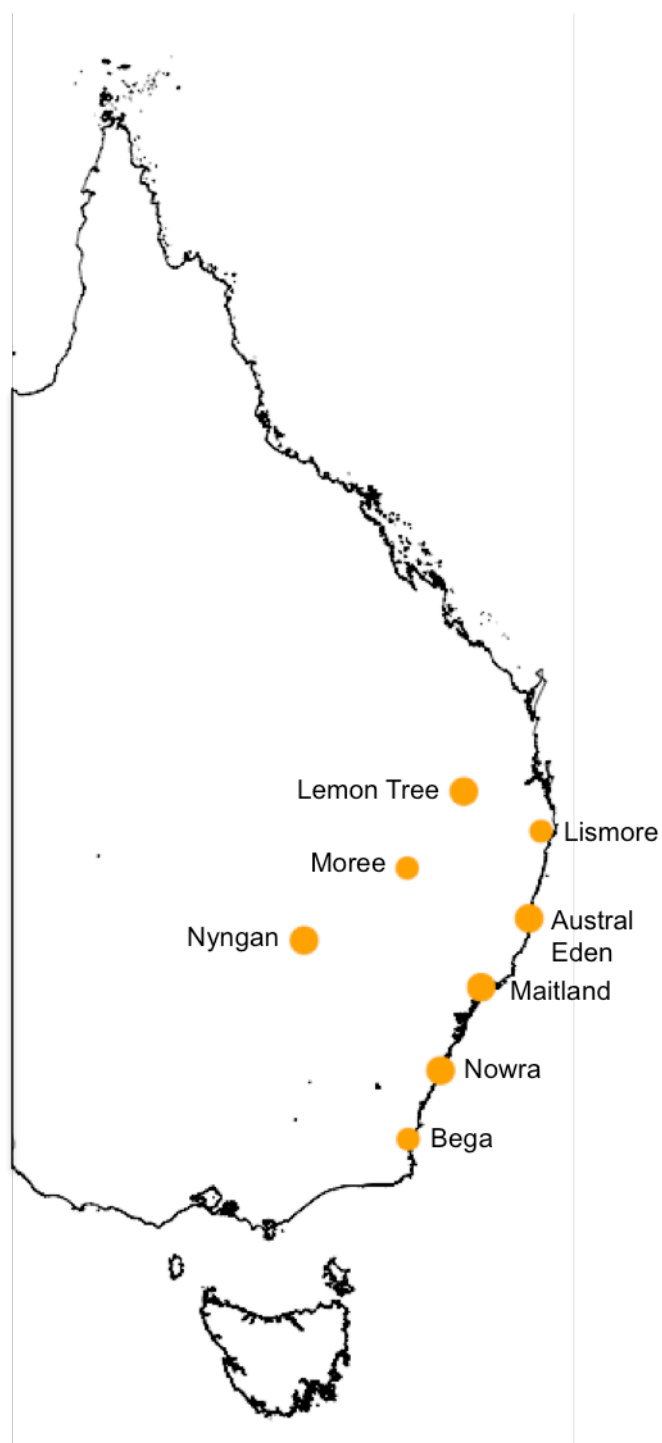 Lemon Tree
Lismore
Moree
Austral
Eden
Nyngan
Maitland
Nowra
Bega